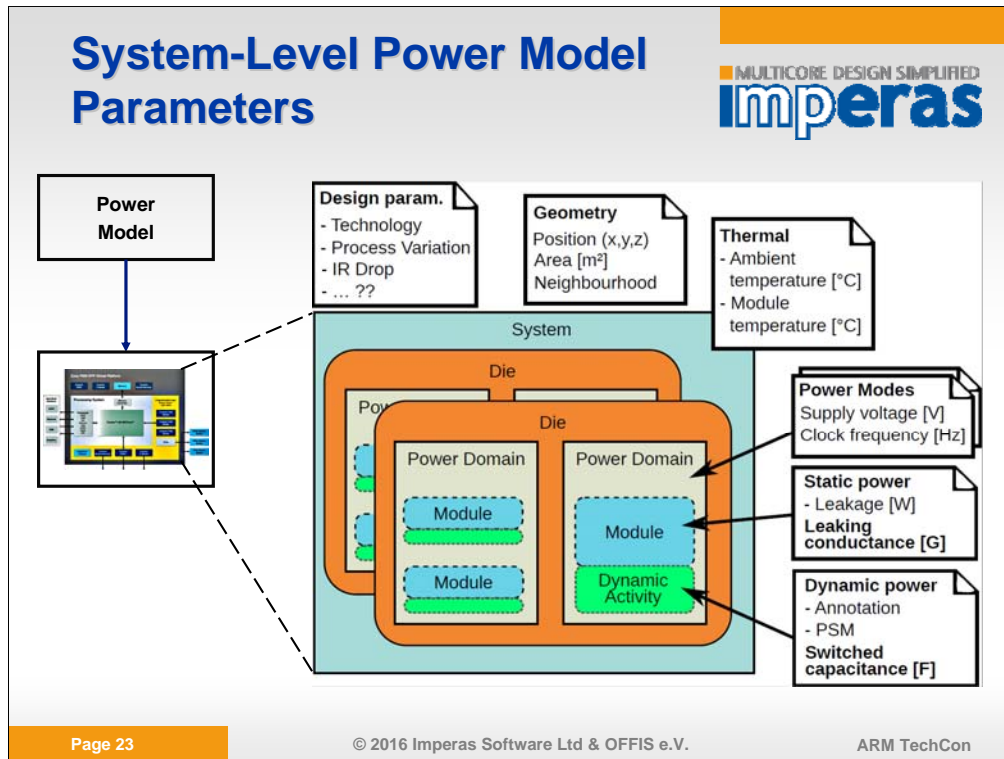 System-Level Power Model
Parameters
MULTICORE DESIGN SIMPLIFIED
imperas
Power
Model
Design param.
- Technology
- Process Variation
- IR Drop
- ... ??
Geometry
Position (x,y,z)
Area [m²]
Neighbourhood
Thermal
- Ambient
temperature [°C]
- Module
temperature [°C]
System
Die
Pow
Die
Power Domain
Module
Module
Power Domain
Module
Dynamic
Activity
Power Modes
Supply voltage [V]
Clock frequency [Hz]
Static power
- Leakage [W]
Leaking
conductance [G]
Dynamic power
- Annotation
- PSM
Switched
capacitance [F]
Page 23
© 2016 Imperas Software Ltd & OFFIS e.V.
ARM TechCon